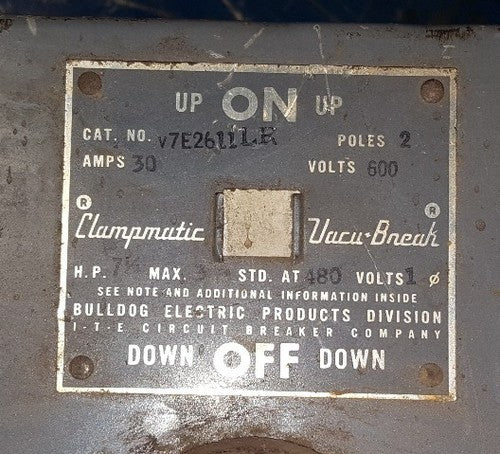 UP ON UP
CAT. NO. V7E2611LR POLES 2
AMPS 30 VOLTS 600
® ®
Clampmatic Vacu-Break
H.P. 7½ MAX. 3 STD. AT 480 VOLTS 1 ø
SEE NOTE AND ADDITIONAL INFORMATION INSIDE
BULLDOG ELECTRIC PRODUCTS DIVISION
I-T-E CIRCUIT BREAKER COMPANY
DOWN OFF DOWN